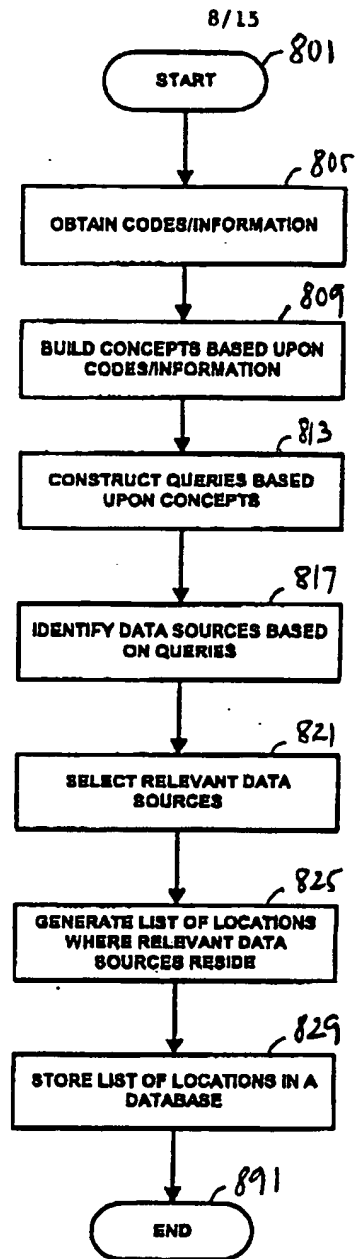 8/15
801
START
805
OBTAIN CODES/INFORMATION
809
BUILD CONCEPTS BASED UPON
CODES/INFORMATION
813
CONSTRUCT QUERIES BASED
UPON CONCEPTS
817
IDENTIFY DATA SOURCES BASED
ON QUERIES
821
SELECT RELEVANT DATA
SOURCES
825
GENERATE LIST OF LOCATIONS
WHERE RELEVANT DATA
SOURCES RESIDE
829
STORE LIST OF LOCATIONS IN A
DATABASE
891
END